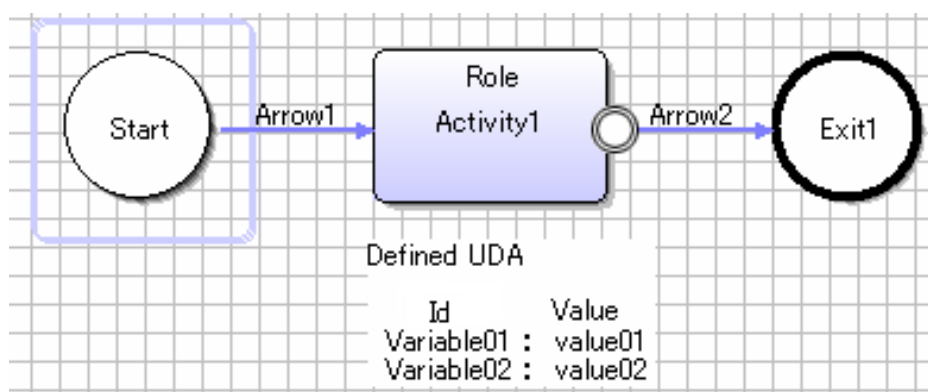 Start
Arrow1
Role
Activity1
Arrow2
Exit1
Defined UDA
Id Value
Variable01 : value01
Variable02 : value02